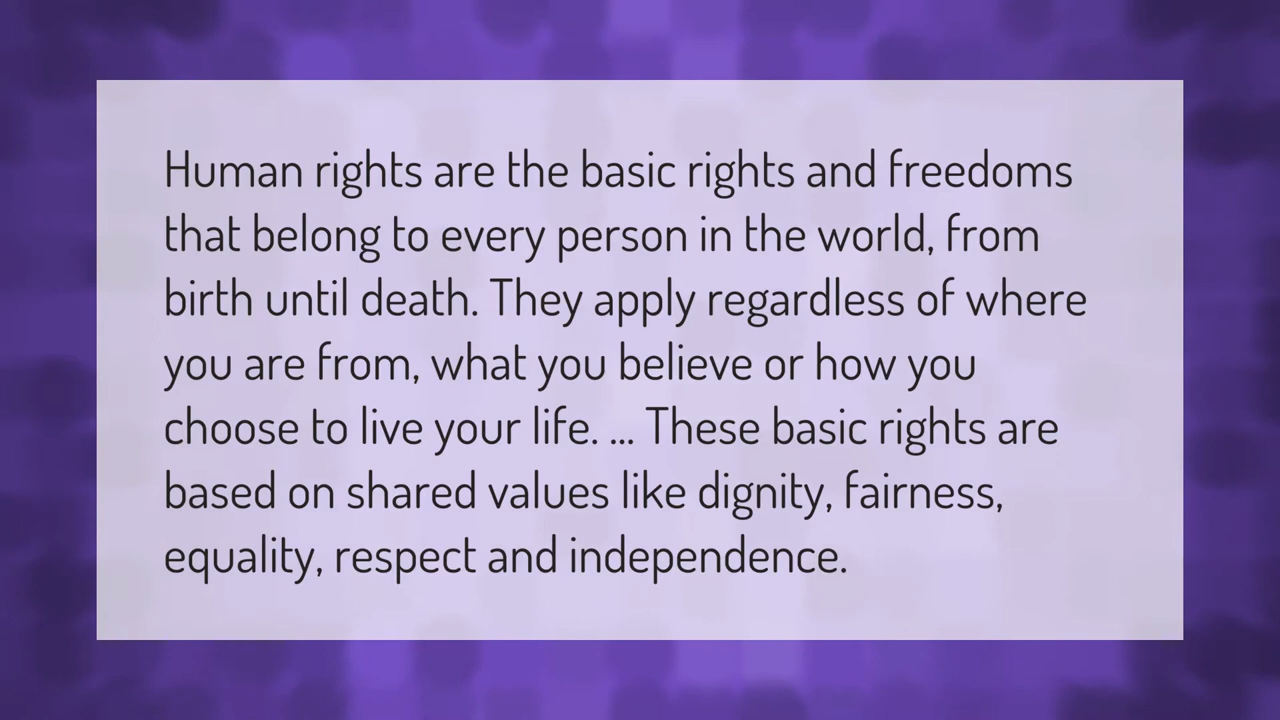 Human rights are the basic rights and freedoms
that belong to every person in the world, from
birth until death. They apply regardless of where
you are from, what you believe or how you
choose to live your life. ... These basic rights are
based on shared values like dignity, fairness,
equality, respect and independence.